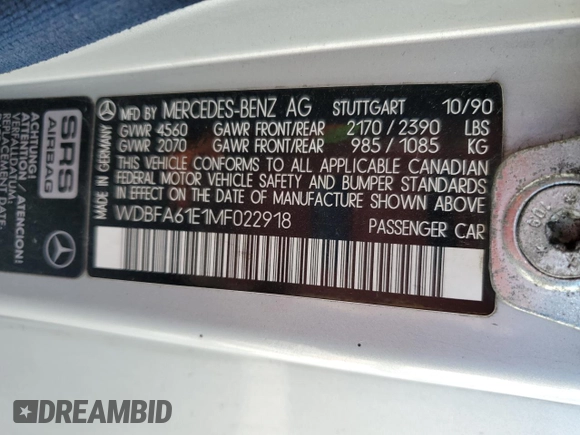 MADE IN GERMANY
MFD. BY MERCEDES-BENZ AG STUTTGART 10/90
GVWR 4560 GAWR FRONT/REAR 2170/2390 LBS
GVWR 2070 GAWR FRONT/REAR 985/1085 KG
THIS VEHICLE CONFORMS TO ALL APPLICABLE CANADIAN
FEDERAL MOTOR VEHICLE SAFETY AND BUMPER STANDARDS
IN EFFECT ON THE DATE OF MANUFACTURE SHOWN ABOVE.
WDBFA61E1MF022918 PASSENGER CAR
SRS
AIRBAG
ACHTUNG!
ATTENTION / ATEN
REPLACEMENT
DREAMBID